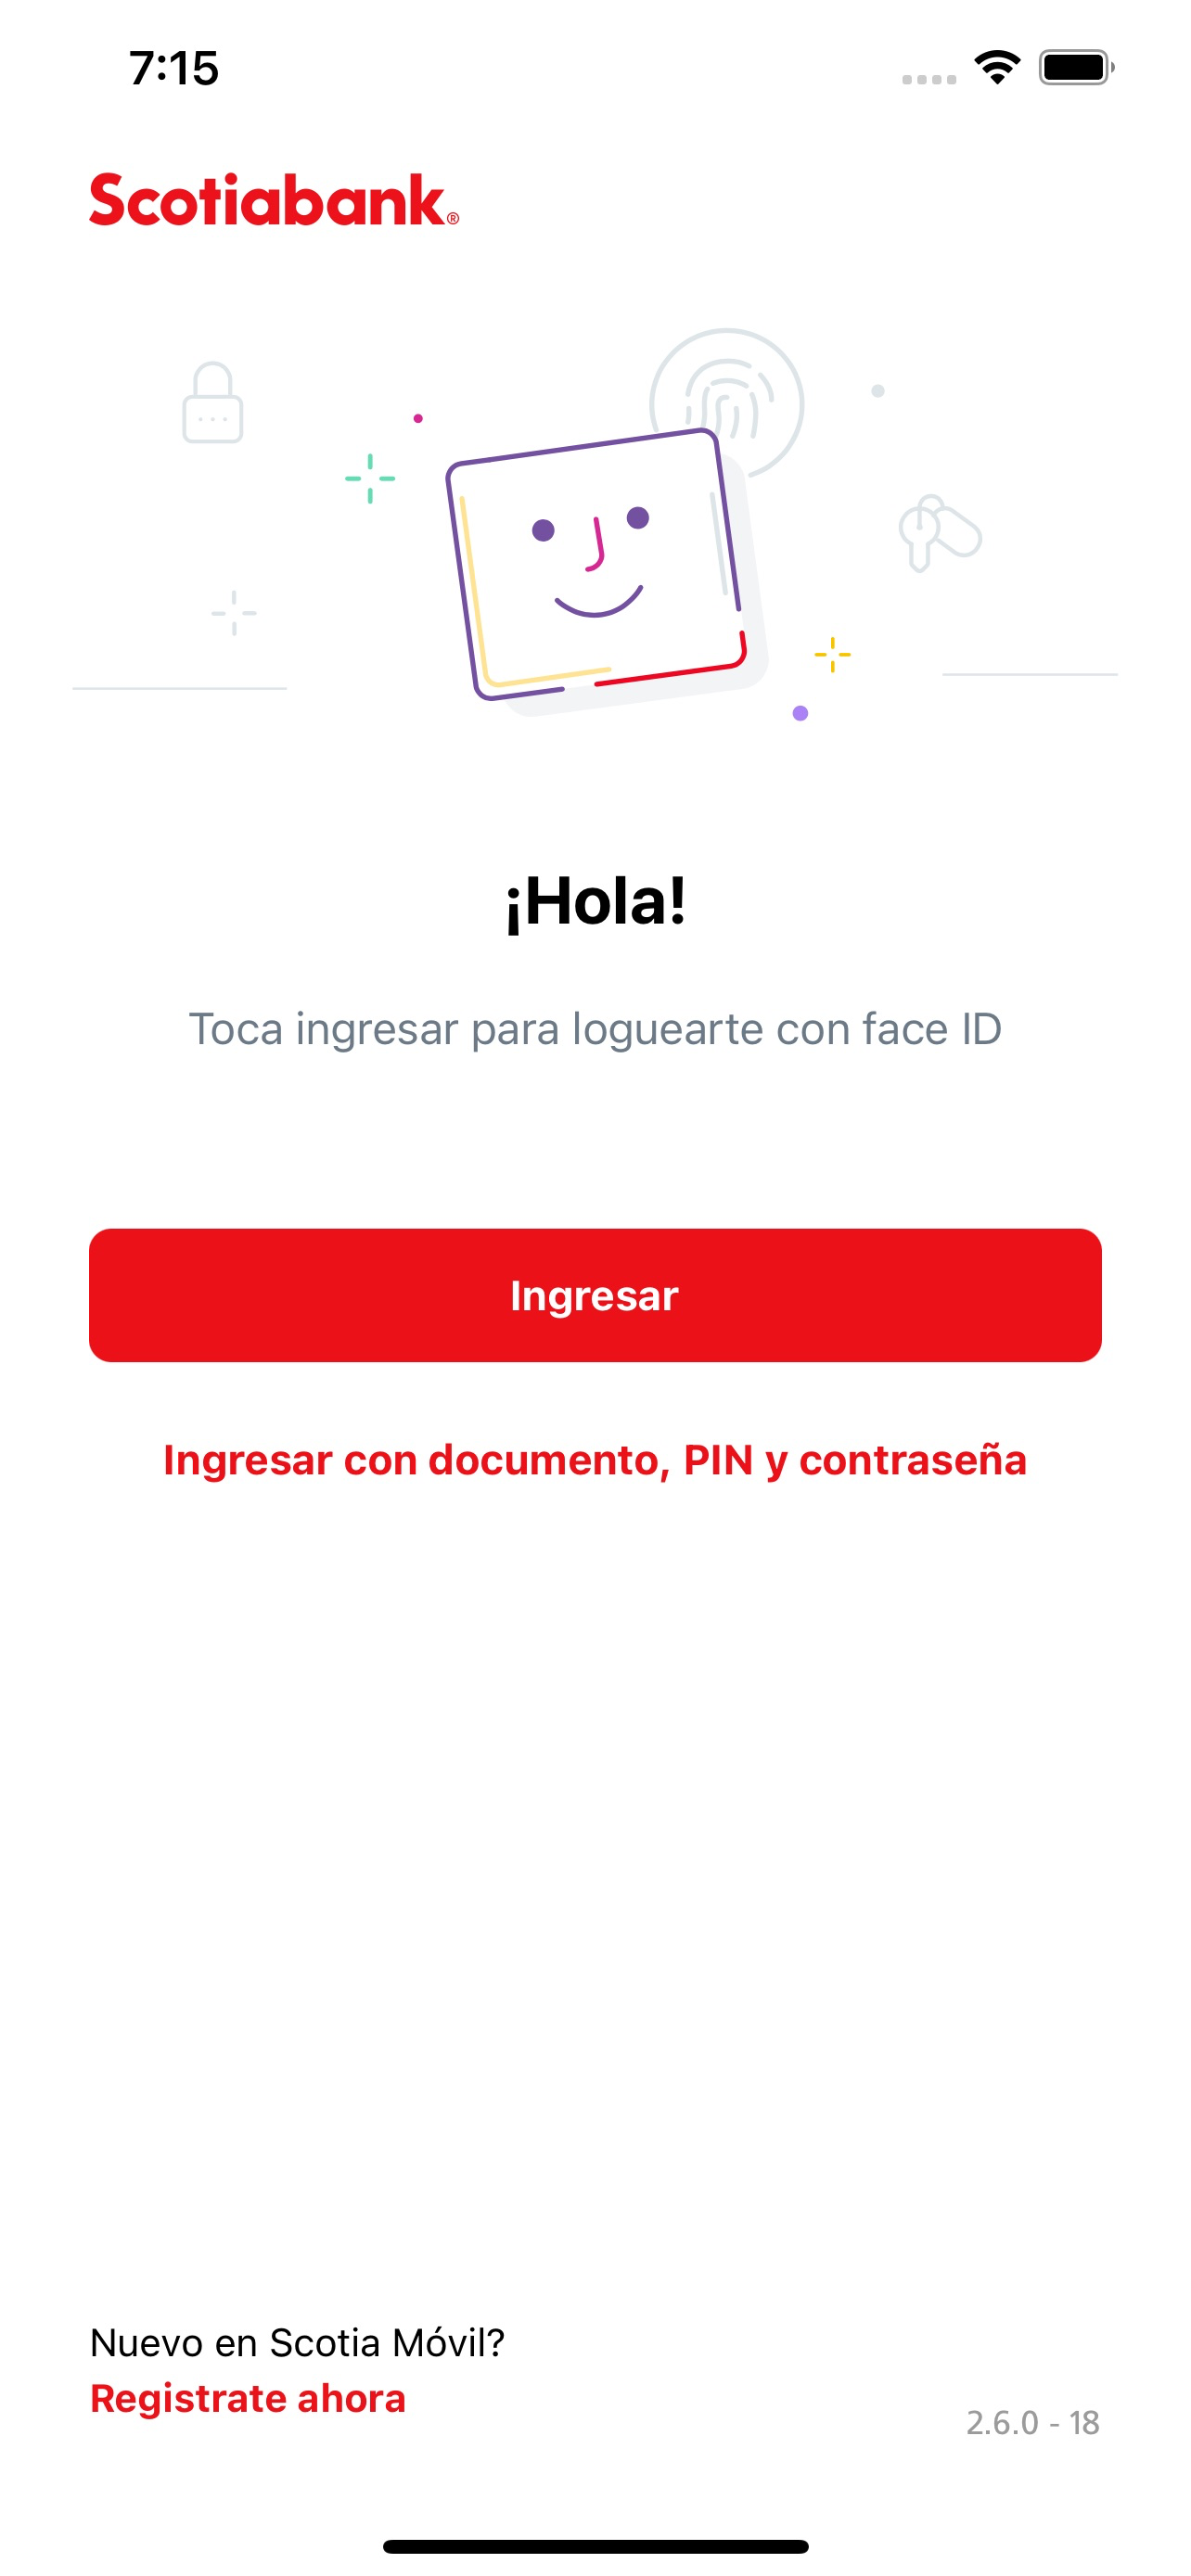 7:15
Scotiabank®
¡Hola!
Toca ingresar para loguearte con face ID
Ingresar
Ingresar con documento, PIN y contraseña
Nuevo en Scotia Móvil?
Registrate ahora
2.6.0 - 18